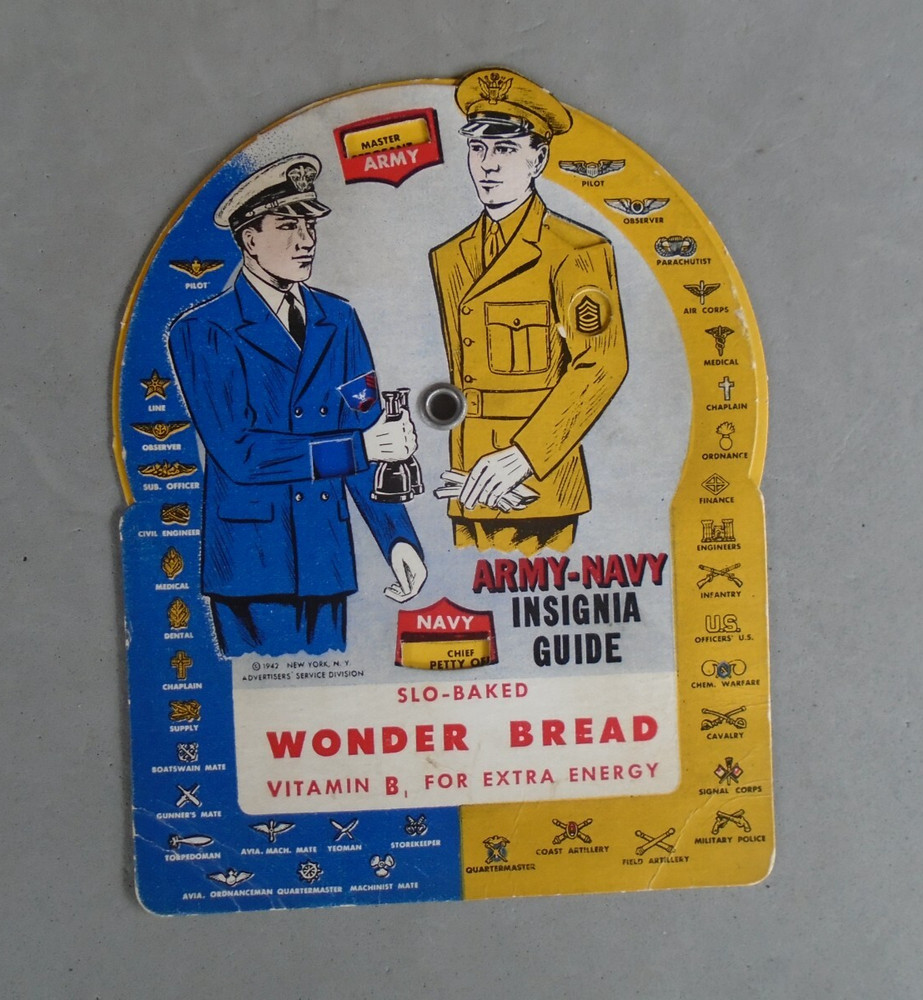 MASTER
ARMY
PILOT
OBSERVER
PARACHUTIST
AIR CORPS
MEDICAL
CHAPLAIN
ORDNANCE
FINANCE
ENGINEERS
INFANTRY
U.S.
OFFICERS' U.S.
CHEM. WARFARE
CAVALRY
SIGNAL CORPS
MILITARY POLICE
FIELD ARTILLERY
COAST ARTILLERY
QUARTERMASTER
PILOT
LINE
OBSERVER
SUB. OFFICER
CIVIL ENGINEER
MEDICAL
DENTAL
CHAPLAIN
SUPPLY
BOATSWAIN MATE
GUNNER'S MATE
TORPEDOMAN
AVIA. MACH. MATE
YEOMAN
STOREKEEPER
AVIA. ORDNANCEMAN
QUARTERMASTER
MACHINIST MATE
ARMY-NAVY
INSIGNIA
GUIDE
NAVY
CHIEF
PETTY OF
© 1942 NEW YORK, N. Y.
ADVERTISERS' SERVICE DIVISION
SLO-BAKED
WONDER BREAD
VITAMIN B1 FOR EXTRA ENERGY